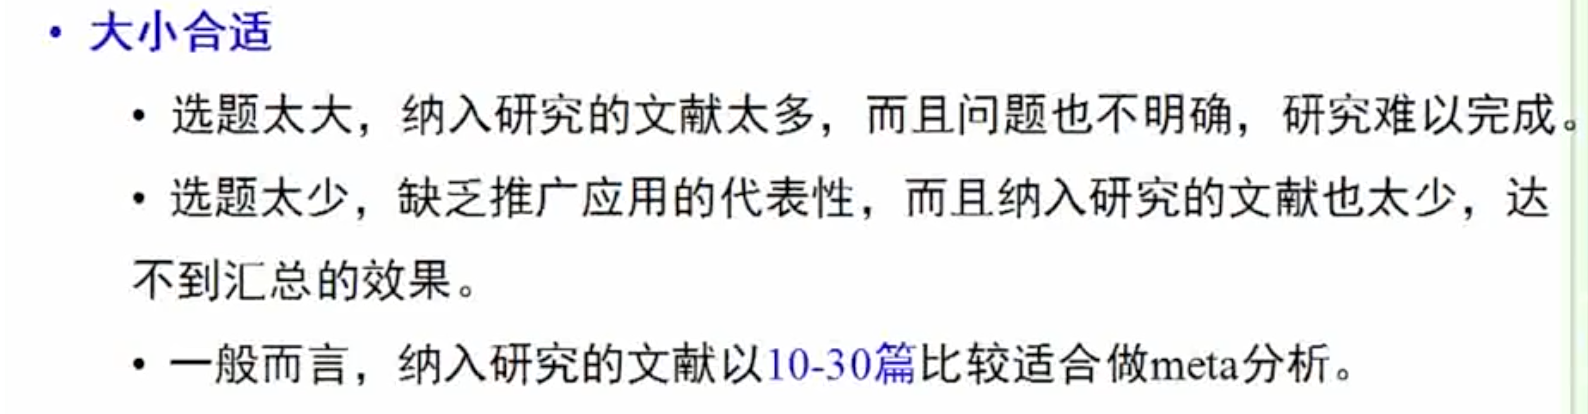 • 大小合适
• 选题太大，纳入研究的文献太多，而且问题也不明确，研究难以完成。
• 选题太少，缺乏推广应用的代表性，而且纳入研究的文献也太少，达
不到汇总的效果。
• 一般而言，纳入研究的文献以10-30篇比较适合做meta分析。